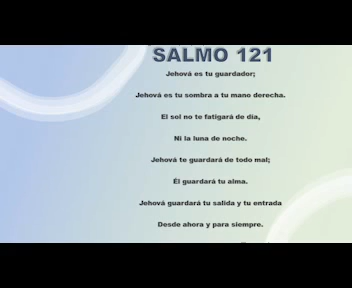 SALMO 121
Jehová es tu guardador;
Jehová es tu sombra a tu mano derecha.
El sol no te fatigará de día,
Ni la luna de noche.
Jehová te guardará de todo mal;
Él guardará tu alma.
Jehová guardará tu salida y tu entrada
Desde ahora y para siempre.